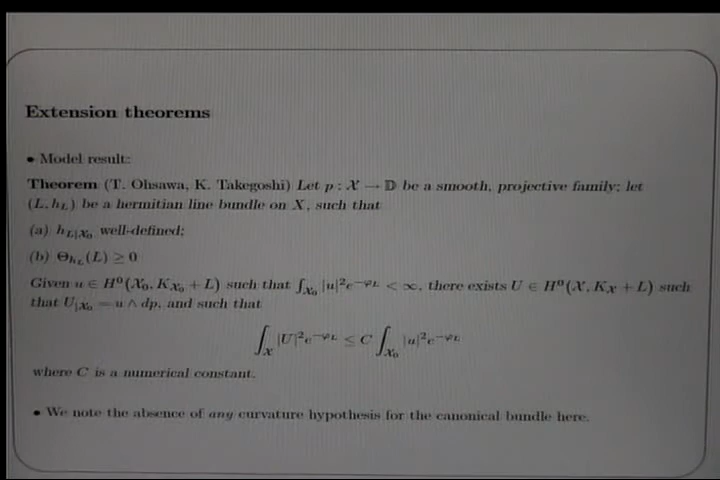 Extension theorems
• Model result:
Theorem (T. Ohsawa, K. Takegoshi) Let p : 𝒳 → 𝔻 be a smooth, projective family; let
(L, h_L) be a hermitian line bundle on X, such that
(a) h_{L|𝒳₀} well-defined;
(b) Θ_{h_L}(L) ≥ 0
Given u ∈ H⁰(𝒳₀, K_{𝒳₀} + L) such that ∫_{𝒳₀} |u|²e^{−φ_L} < ∞, there exists U ∈ H⁰(𝒳, K_𝒳 + L) such
that U_{|𝒳₀} = u ∧ dp, and such that
∫_𝒳 |U|²e^{−φ_L} ≤ C ∫_{𝒳₀} |u|²e^{−φ_L}
where C is a numerical constant.
• We note the absence of any curvature hypothesis for the canonical bundle here.